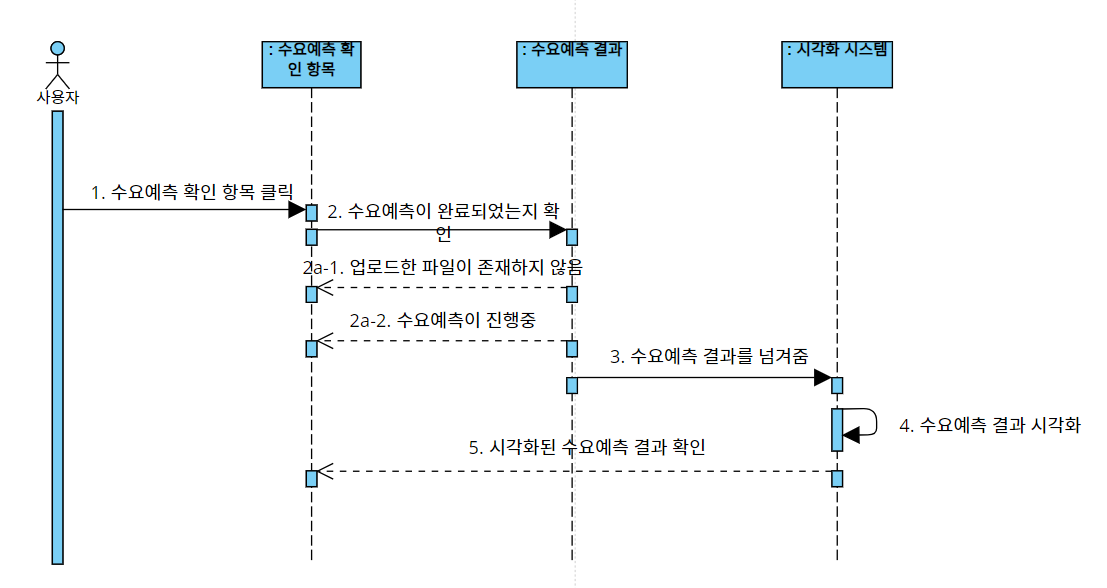 사용자
: 수요예측 확
인 항목
: 수요예측 결과
: 시각화 시스템
1. 수요예측 확인 항목 클릭
2. 수요예측이 완료되었는지 확
인
2a-1. 업로드한 파일이 존재하지 않음
2a-2. 수요예측이 진행중
3. 수요예측 결과를 넘겨줌
4. 수요예측 결과 시각화
5. 시각화된 수요예측 결과 확인